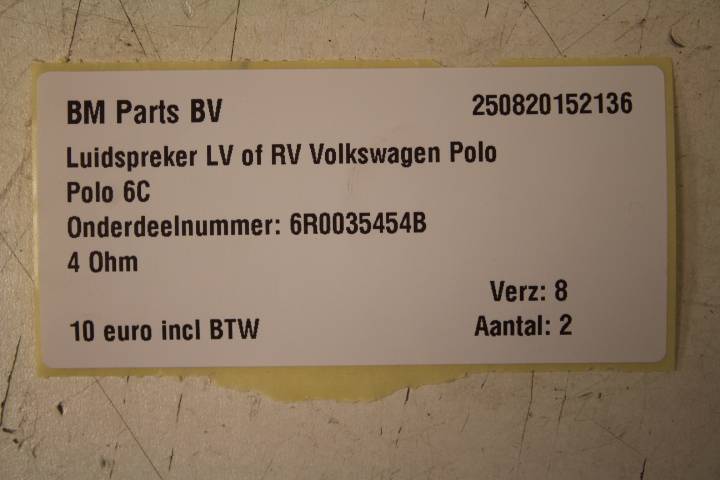 BM Parts BV 250820152136
Luidspreker LV of RV Volkswagen Polo
Polo 6C
Onderdeelnummer: 6R0035454B
4 Ohm
Verz: 8
10 euro incl BTW Aantal: 2